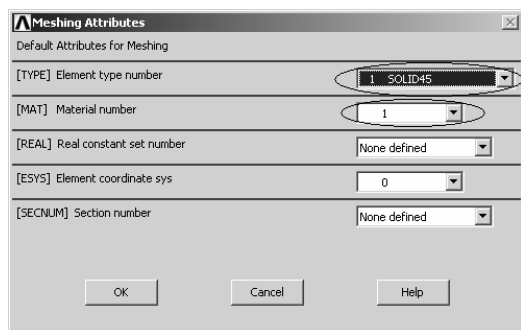 Meshing Attributes
Default Attributes for Meshing
[TYPE] Element type number 1 SOLID45
[MAT] Material number 1
[REAL] Real constant set number None defined
[ESYS] Element coordinate sys 0
[SECNUM] Section number None defined
OK Cancel Help